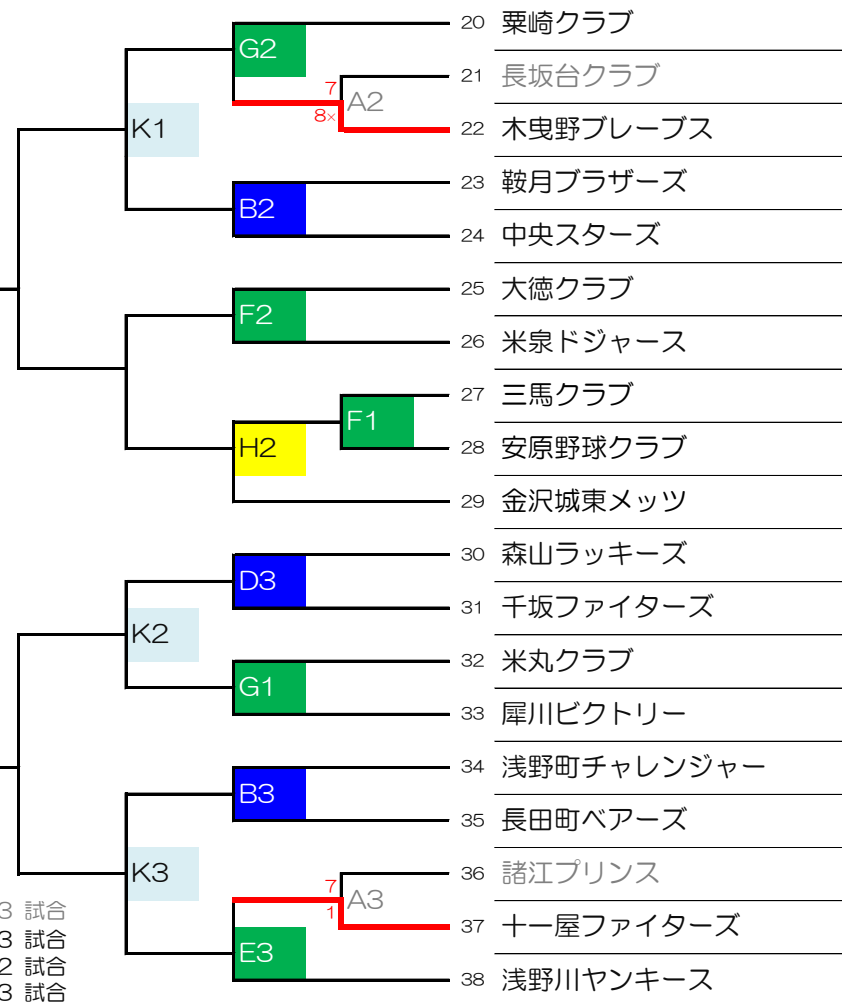 20 粟崎クラブ
G2
21 長坂台クラブ
7
A2
8×
22 木曳野ブレーブス
K1
23 鞍月ブラザーズ
B2
24 中央スターズ
25 大徳クラブ
F2
26 米泉ドジャース
27 三馬クラブ
F1
28 安原野球クラブ
H2
29 金沢城東メッツ
30 森山ラッキーズ
D3
31 千坂ファイターズ
K2
32 米丸クラブ
G1
33 犀川ビクトリー
34 浅野町チャレンジャー
B3
35 長田町ベアーズ
K3
36 諸江プリンス
7
A3
1
37 十一屋ファイターズ
E3
38 浅野川ヤンキース
3 試合
3 試合
2 試合
3 試合